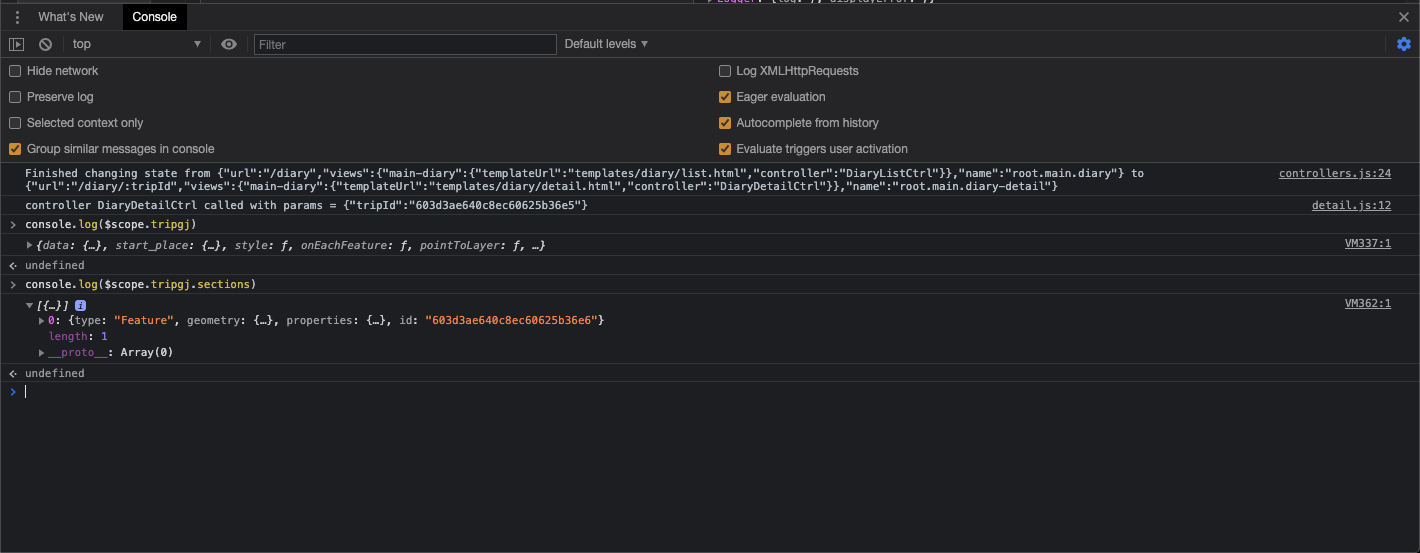 What's New
Console
top
Filter
Default levels
Hide network
Log XMLHttpRequests
Preserve log
Eager evaluation
Selected context only
Autocomplete from history
Group similar messages in console
Evaluate triggers user activation
Finished changing state from {"url":"/diary","views":{"main-diary":{"templateUrl":"templates/diary/list.html","controller":"DiaryListCtrl"}},"name":"root.main.diary"} to
controllers.js:24
{"url":"/diary/:tripId","views":{"main-diary":{"templateUrl":"templates/diary/detail.html","controller":"DiaryDetailCtrl"}},"name":"root.main.diary-detail"}
controller DiaryDetailCtrl called with params = {"tripId":"603d3ae640c8ec60625b36e5"}
detail.js:12
console.log($scope.tripgj)
{data: {…}, start_place: {…}, style: ƒ, onEachFeature: ƒ, pointToLayer: ƒ, …}
VM337:1
undefined
console.log($scope.tripgj.sections)
[{…}] i
VM362:1
0: {type: "Feature", geometry: {…}, properties: {…}, id: "603d3ae640c8ec60625b36e6"}
length: 1
__proto__: Array(0)
undefined